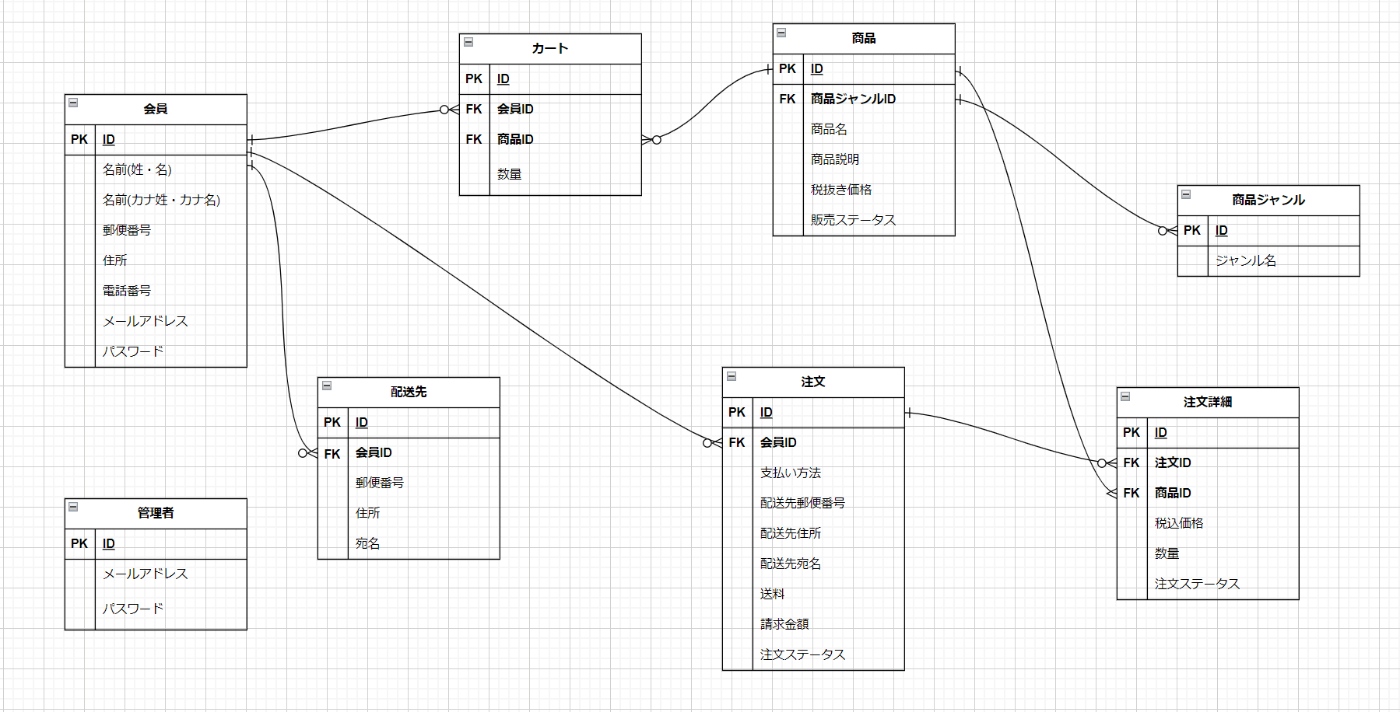 会員
PK ID
名前(姓・名)
名前(カナ姓・カナ名)
郵便番号
住所
電話番号
メールアドレス
パスワード
カート
PK ID
FK 会員ID
FK 商品ID
数量
商品
PK ID
FK 商品ジャンルID
商品名
商品説明
税抜き価格
販売ステータス
商品ジャンル
PK ID
ジャンル名
配送先
PK ID
FK 会員ID
郵便番号
住所
宛名
注文
PK ID
FK 会員ID
支払い方法
配送先郵便番号
配送先住所
配送先宛名
送料
請求金額
注文ステータス
注文詳細
PK ID
FK 注文ID
FK 商品ID
税込価格
数量
注文ステータス
管理者
PK ID
メールアドレス
パスワード